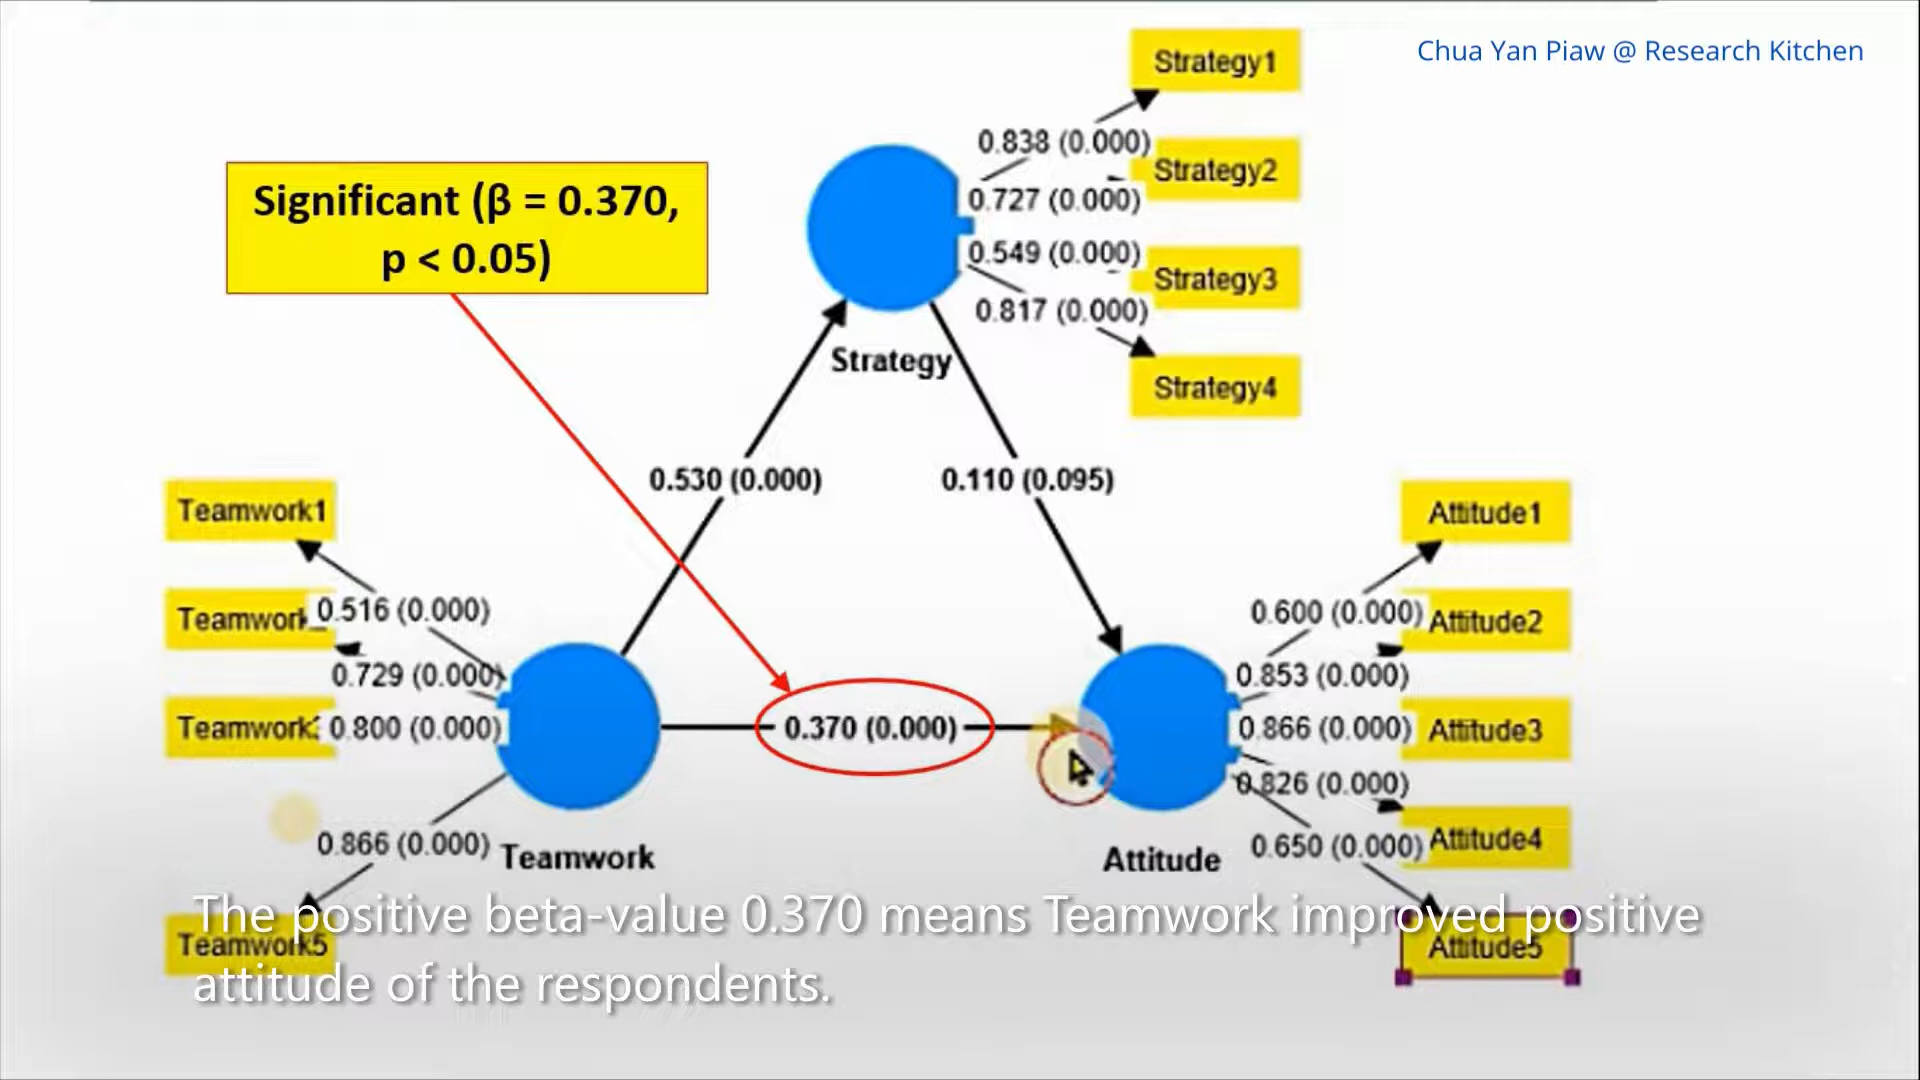 Chua Yan Piaw @ Research Kitchen
Strategy1
0.838 (0.000)
Strategy2
0.727 (0.000)
0.549 (0.000)
Strategy3
0.817 (0.000)
Strategy4
Significant (β = 0.370,
p < 0.05)
Strategy
0.530 (0.000)
0.110 (0.095)
Teamwork1
0.516 (0.000)
Teamwork
0.729 (0.000)
Teamwork
0.800 (0.000)
0.866 (0.000)
Teamwork5
Teamwork
0.370 (0.000)
Attitude
Attitude1
0.600 (0.000)
Attitude2
0.853 (0.000)
0.866 (0.000)
Attitude3
0.826 (0.000)
Attitude4
0.650 (0.000)
Attitude5
The positive beta-value 0.370 means Teamwork improved positive
attitude of the respondents.